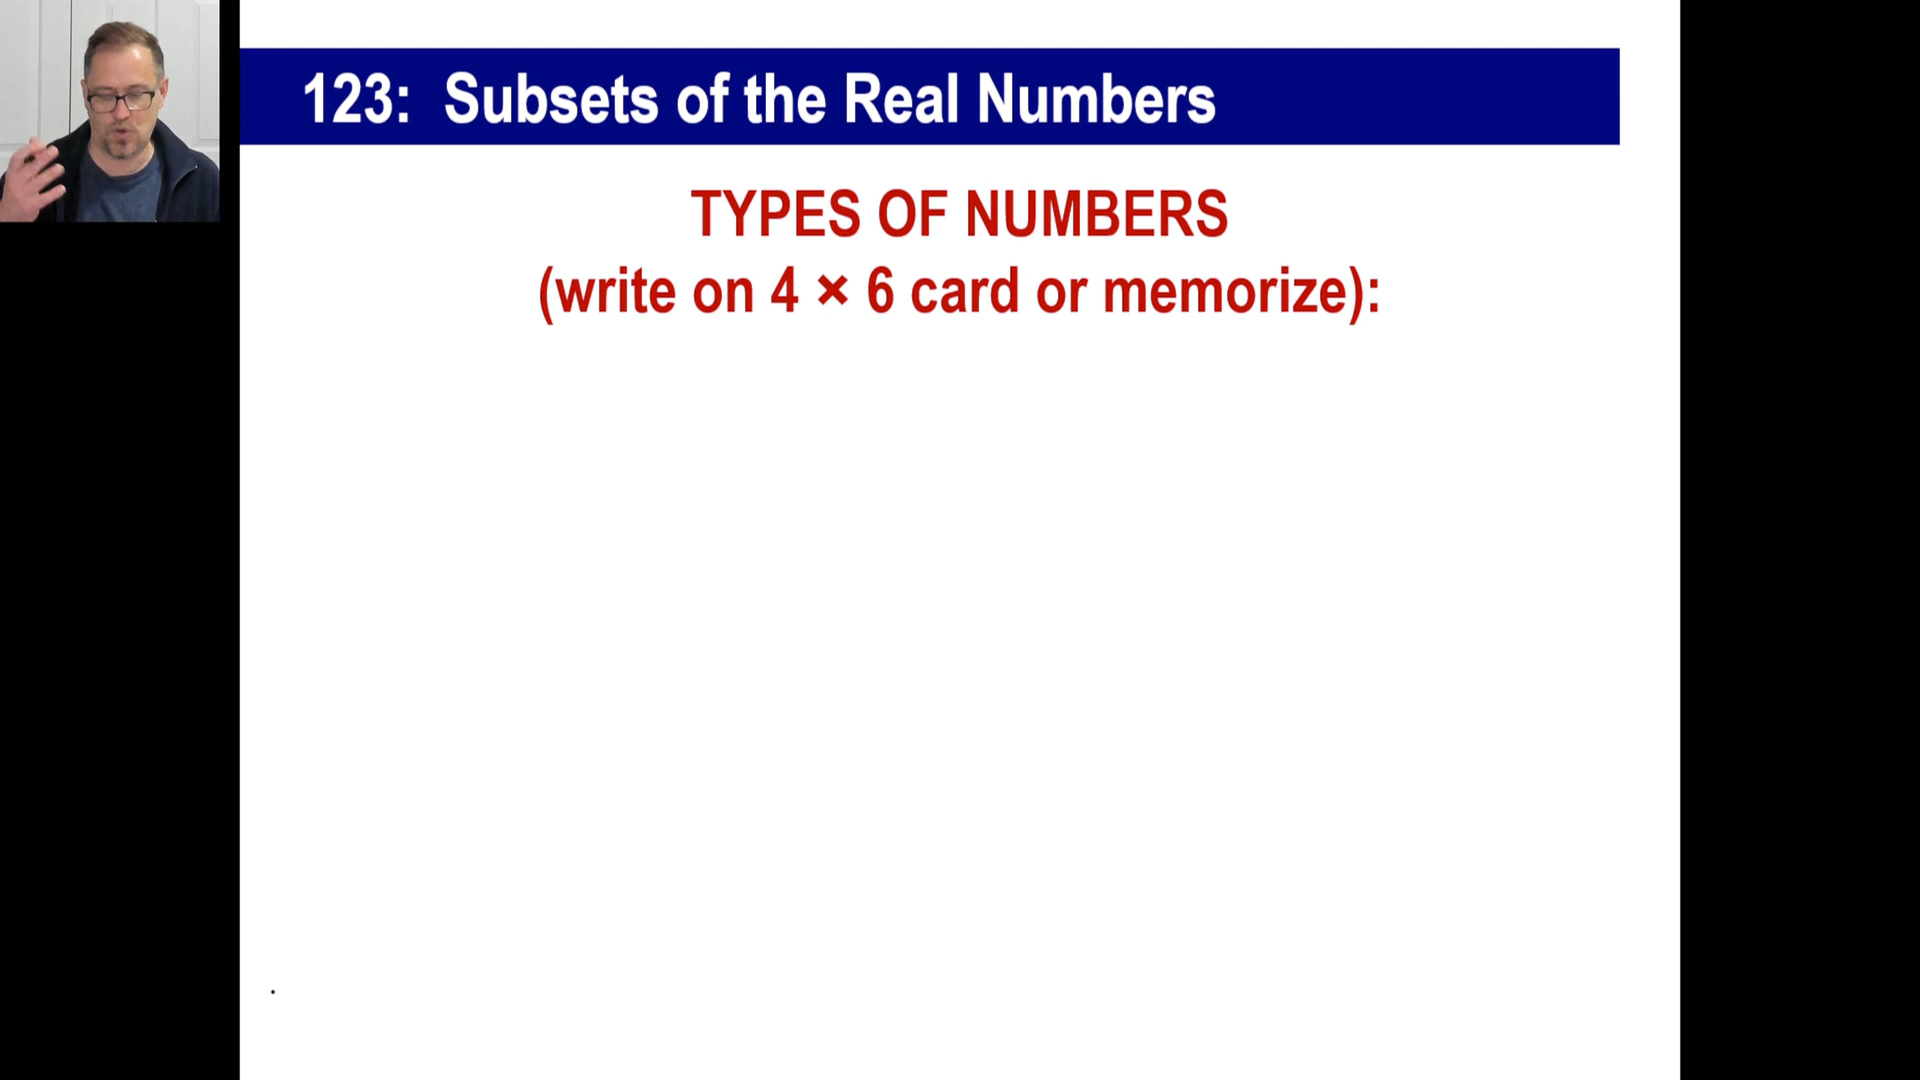 123: Subsets of the Real Numbers
TYPES OF NUMBERS
(write on 4 × 6 card or memorize):
.